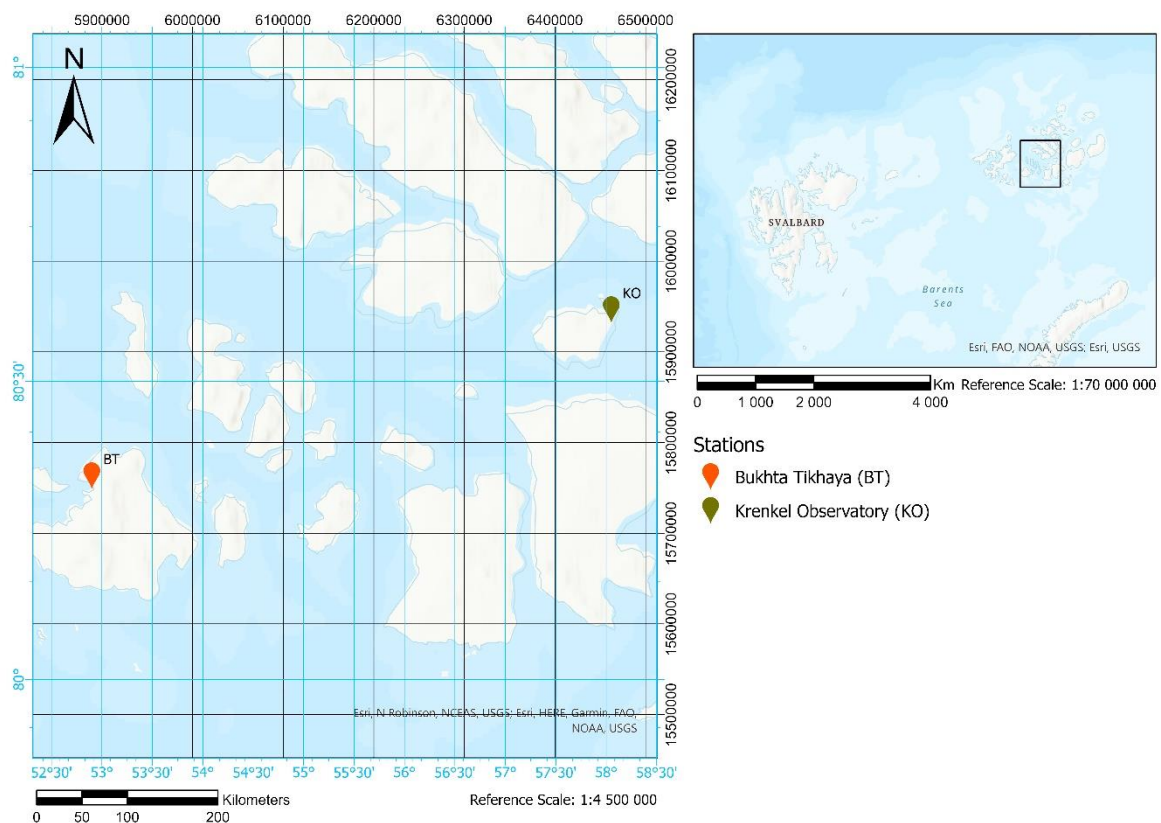 5900000 6000000 6100000 6200000 6300000 6400000 6500000
N
81°
80°30'
80°
16200000
16100000
16000000
15900000
15800000
15700000
15600000
15500000
KO
BT
Esri, N Robinson, NCEAS, USGS; Esri, HERE, Garmin, FAO,
NOAA, USGS
52°30' 53° 53°30' 54° 54°30' 55° 55°30' 56° 56°30' 57° 57°30' 58° 58°30'
Kilometers
0 50 100 200
Reference Scale: 1:4 500 000
SVALBARD
Barents
Sea
Esri, FAO, NOAA, USGS; Esri, USGS
Km Reference Scale: 1:70 000 000
0 1 000 2 000 4 000
Stations
Bukhta Tikhaya (BT)
Krenkel Observatory (KO)